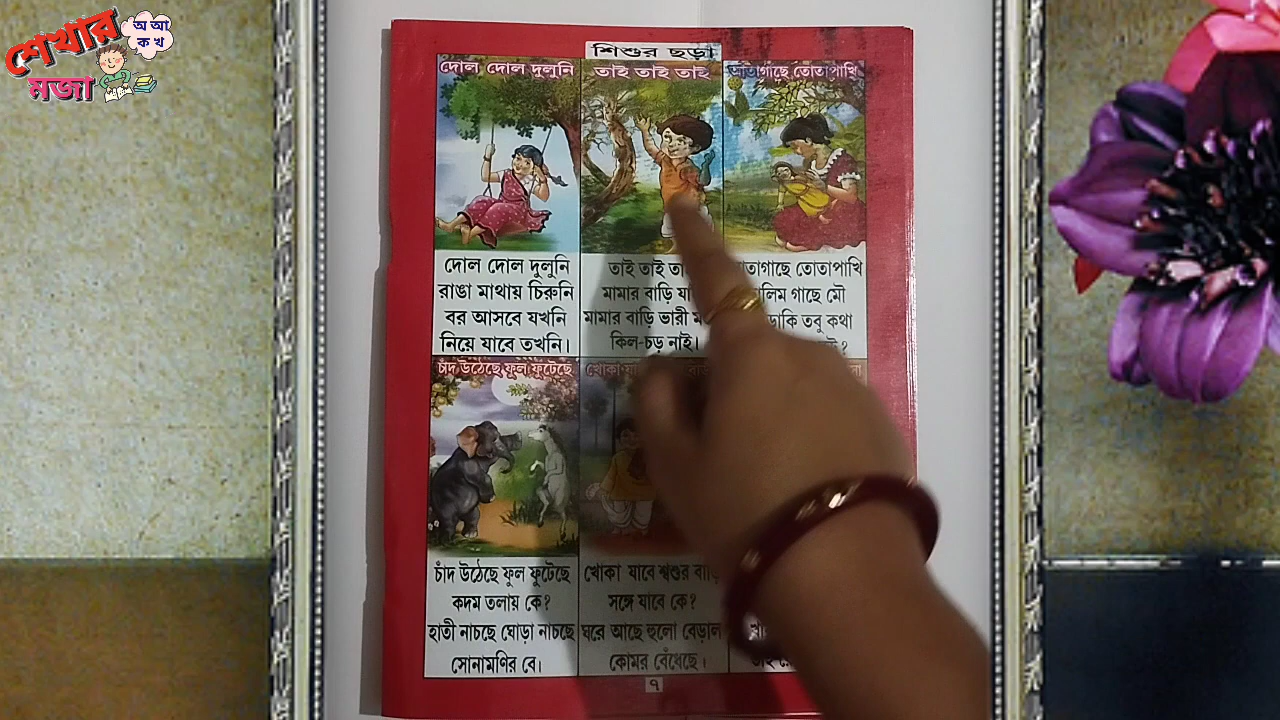 শেখার
মজা
অ আ
ক খ
শিশুর ছড়া
দোল দোল দুলুনি
তাই তাই তাই
আতাগাছে তোতাপাখি
দোল দোল দুলুনি
রাঙা মাথায় চিরুনি
বর আসবে যখনি
নিয়ে যাবে তখনি।
তাই তাই
মামার বাড়ি
মামার বাড়ি ভারী
কিল-চড় নাই।
তোতাপাখি
গাছে মৌ
তবু কথা
চাঁদ উঠেছে ফুল ফুটেছে
খোকা
চাঁদ উঠেছে ফুল ফুটেছে
কদম তলায় কে?
হাতী নাচছে ঘোড়া নাচছে
সোনামণির বে।
খোকা যাবে শ্বশুর বাড়ি
সঙ্গে যাবে কে?
ঘরে আছে হুলো বেড়াল
কোমর বেঁধেছে।
৭